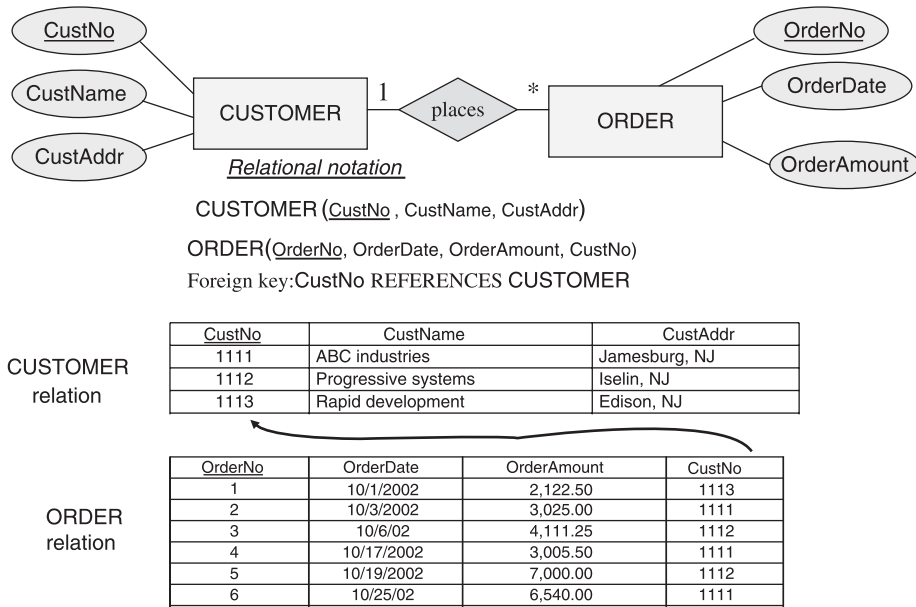 CustNo
CustName
CustAddr
CUSTOMER
1
places
*
ORDER
OrderNo
OrderDate
OrderAmount
Relational notation
CUSTOMER (CustNo , CustName, CustAddr)
ORDER(OrderNo, OrderDate, OrderAmount, CustNo)
Foreign key:CustNo REFERENCES CUSTOMER
CUSTOMER
relation
CustNo CustName CustAddr
1111 ABC industries Jamesburg, NJ
1112 Progressive systems Iselin, NJ
1113 Rapid development Edison, NJ
ORDER
relation
OrderNo OrderDate OrderAmount CustNo
1 10/1/2002 2,122.50 1113
2 10/3/2002 3,025.00 1111
3 10/6/02 4,111.25 1112
4 10/17/2002 3,005.50 1111
5 10/19/2002 7,000.00 1112
6 10/25/02 6,540.00 1111